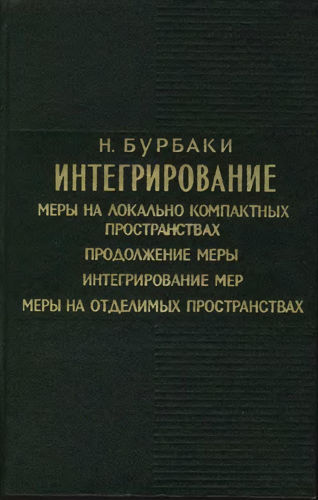 Н. БУРБАКИ
ИНТЕГРИРОВАНИЕ
МЕРЫ НА ЛОКАЛЬНО КОМПАКТНЫХ
ПРОСТРАНСТВАХ
ПРОДОЛЖЕНИЕ МЕРЫ
ИНТЕГРИРОВАНИЕ МЕР
МЕРЫ НА ОТДЕЛИМЫХ ПРОСТРАНСТВАХ